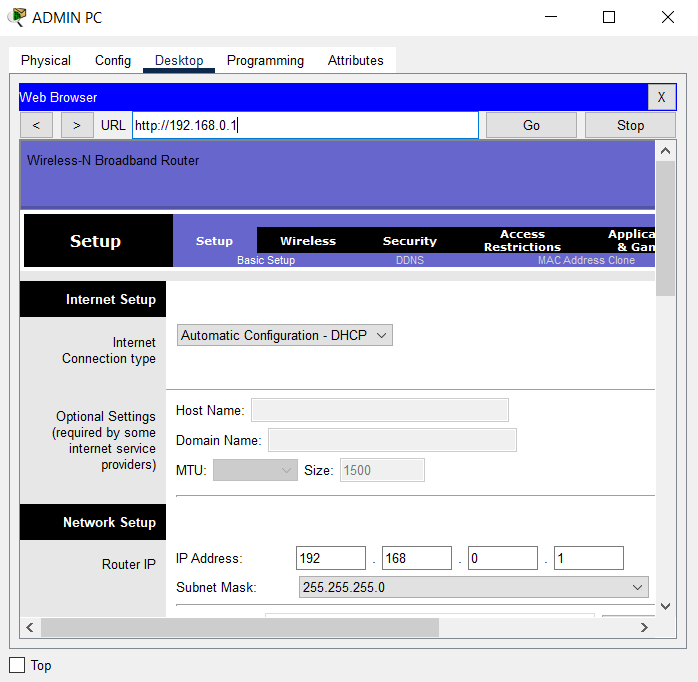 ADMIN PC
Physical Config Desktop Programming Attributes
Web Browser X
< > URL http://192.168.0.1 Go Stop
Wireless-N Broadband Router
Setup
Setup Wireless Security Access Restrictions Applica & Gan
Basic Setup DDNS MAC Address Clone
Internet Setup
Internet
Connection type
Automatic Configuration - DHCP
Optional Settings
(required by some
internet service
providers)
Host Name:
Domain Name:
MTU: Size: 1500
Network Setup
Router IP
IP Address: 192 . 168 . 0 . 1
Subnet Mask: 255.255.255.0
Top